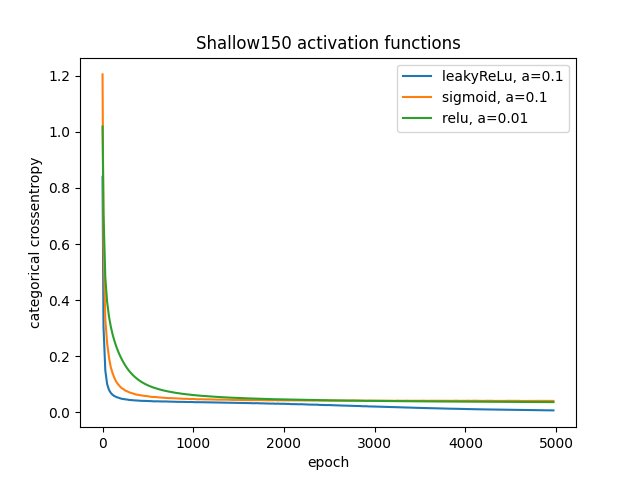 Shallow150 activation functions
leakyReLu, a=0.1
sigmoid, a=0.1
relu, a=0.01
categorical crossentropy
1.2
1.0
0.8
0.6
0.4
0.2
0.0
0 1000 2000 3000 4000 5000
epoch